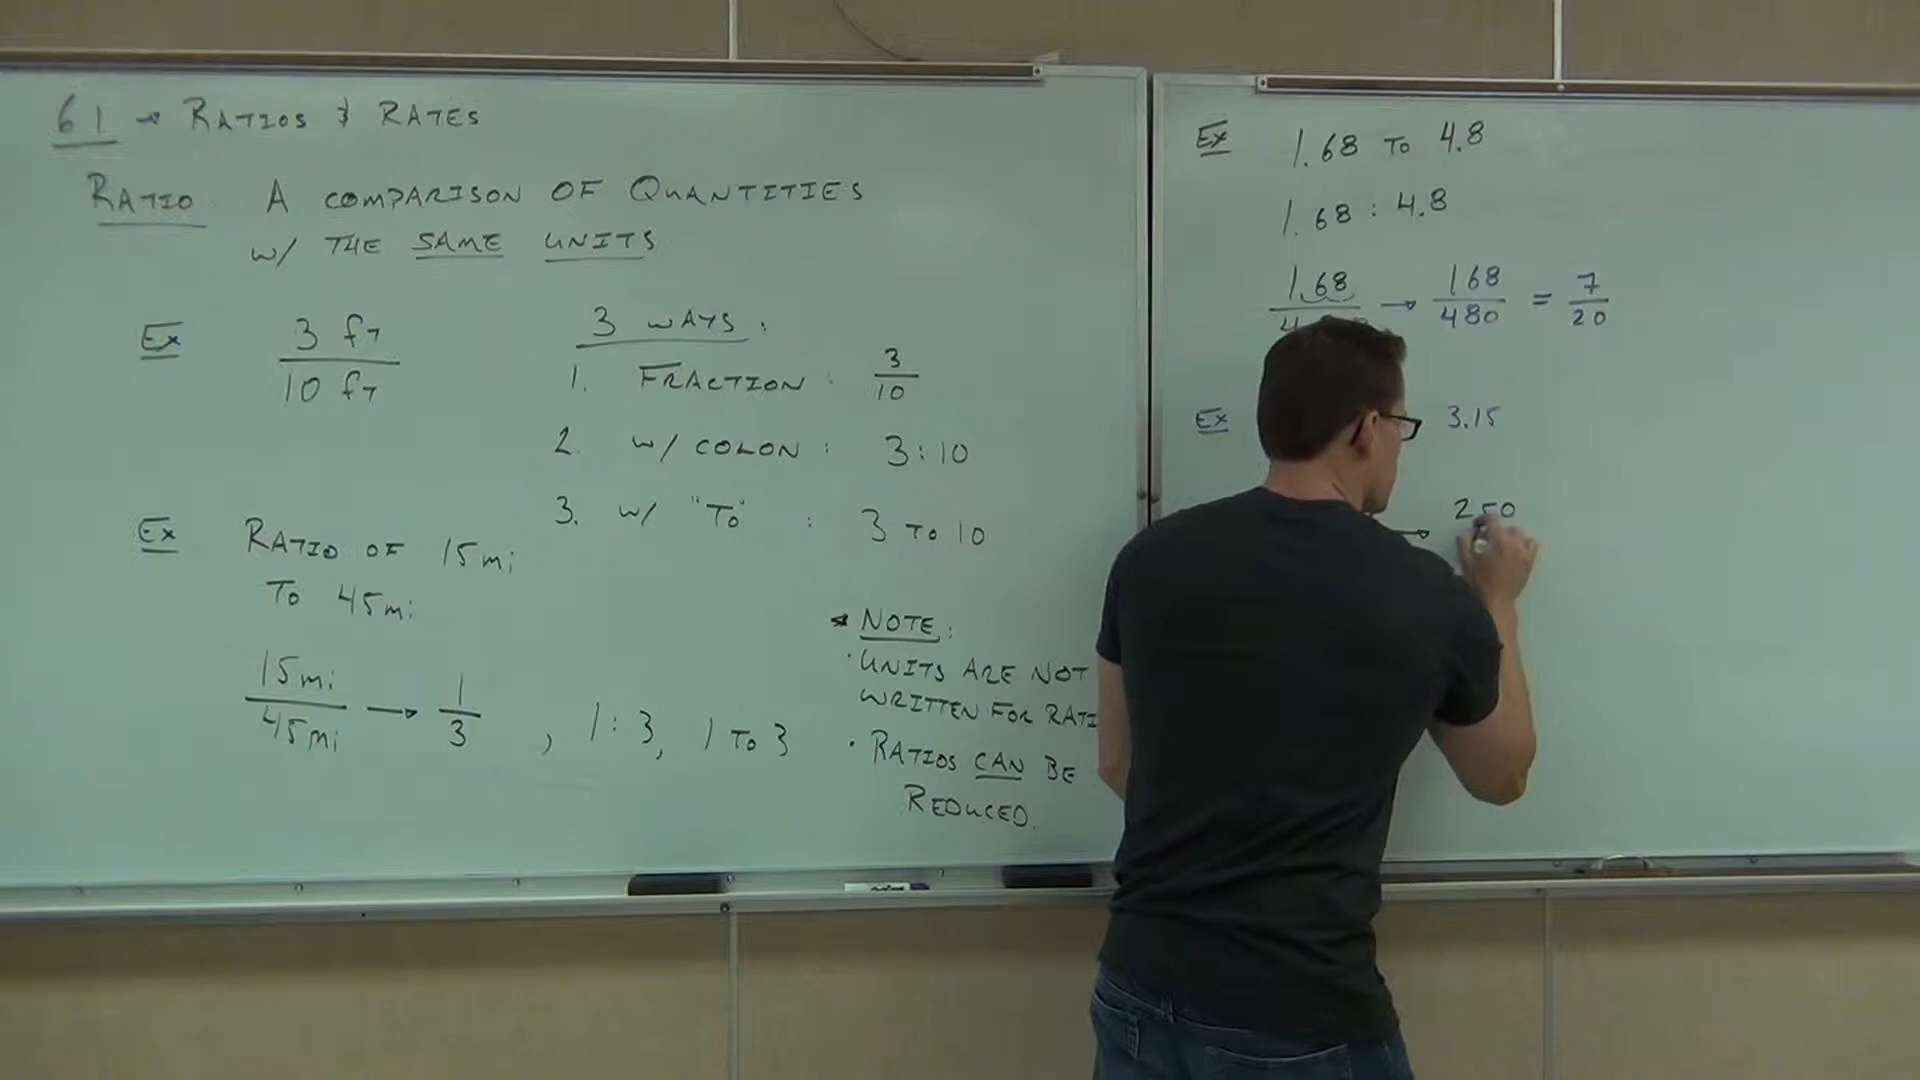 6.1 → RATIOS & RATES
RATIO: A COMPARISON OF QUANTITIES
w/ THE SAME UNITS
Ex 3 ft
10 ft
3 WAYS:
1. FRACTION: 3
10
2. w/ COLON: 3:10
3. w/ "TO" : 3 TO 10
Ex RATIO OF 15mi
TO 45mi
15mi
45mi
→ 1
3
, 1:3, 1 TO 3
* NOTE:
· UNITS ARE NOT
WRITTEN FOR
· RATIOS CAN BE
REDUCED.
Ex 1.68 TO 4.8
1.68 : 4.8
1.68
→ 168
480
= 7
20
Ex 3.15
→ 250